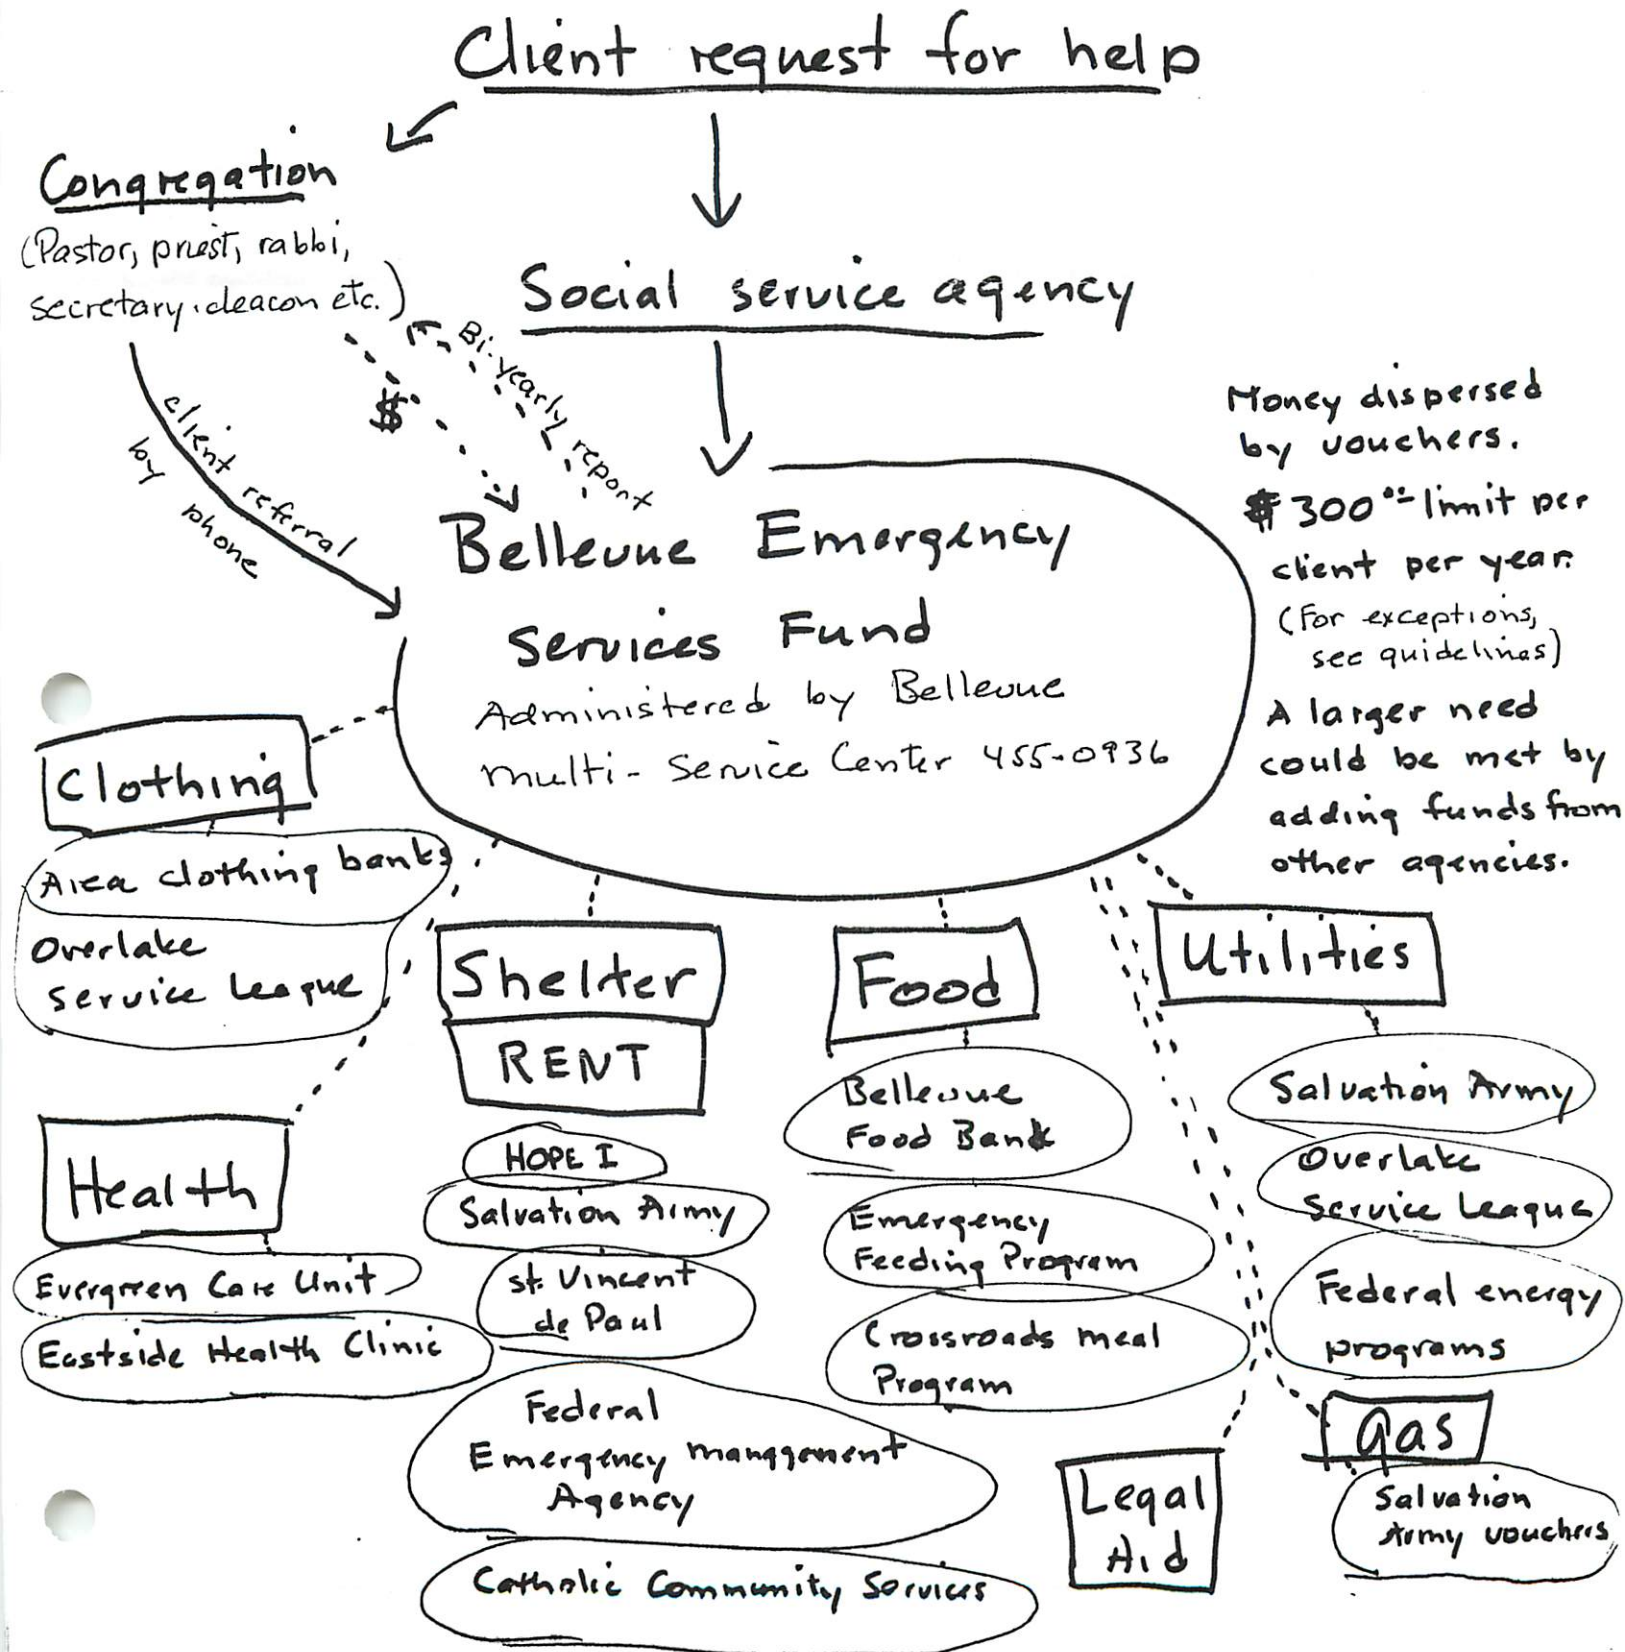 Client request for help
Congregation
(Pastor, priest, rabbi,
secretary, deacon etc.)
Social service agency
Bi-yearly report
$
client referral
by phone
Money dispersed
by vouchers.
$300.00 limit per
client per year.
(For exceptions,
see guidelines)
A larger need
could be met by
adding funds from
other agencies.
Bellevue Emergency
Services Fund
Administered by Bellevue
Multi-Service Center 455-0936
Clothing
Area clothing banks
Overlake
Service League
Health
Evergreen Care Unit
Eastside Health Clinic
Shelter
RENT
HOPE I
Salvation Army
St. Vincent
de Paul
Federal
Emergency Management
Agency
Catholic Community Services
Food
Bellevue
Food Bank
Emergency
Feeding Program
Crossroads meal
Program
Legal
Aid
Utilities
Salvation Army
Overlake
Service League
Federal energy
programs
Gas
Salvation
Army vouchers